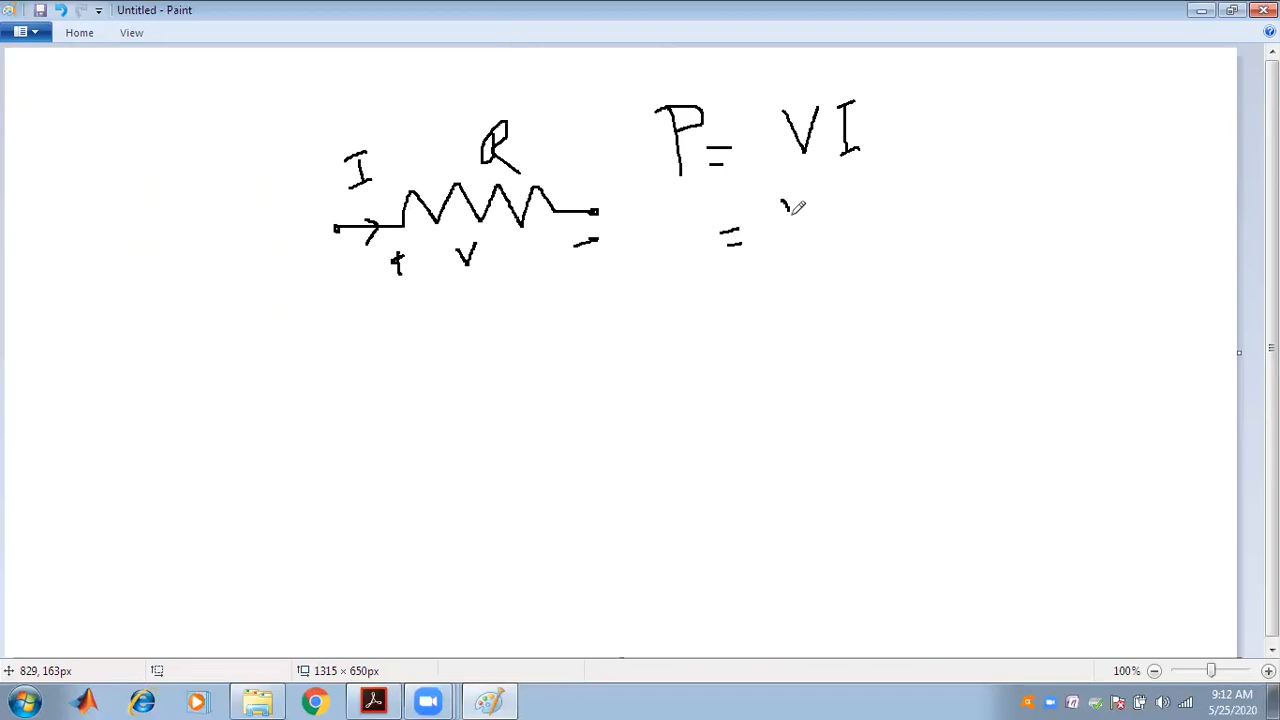 Untitled - Paint
Home View
R P = VI
I
=
+ V -
829, 163px 1315 × 650px 100%
9:12 AM
5/25/2020